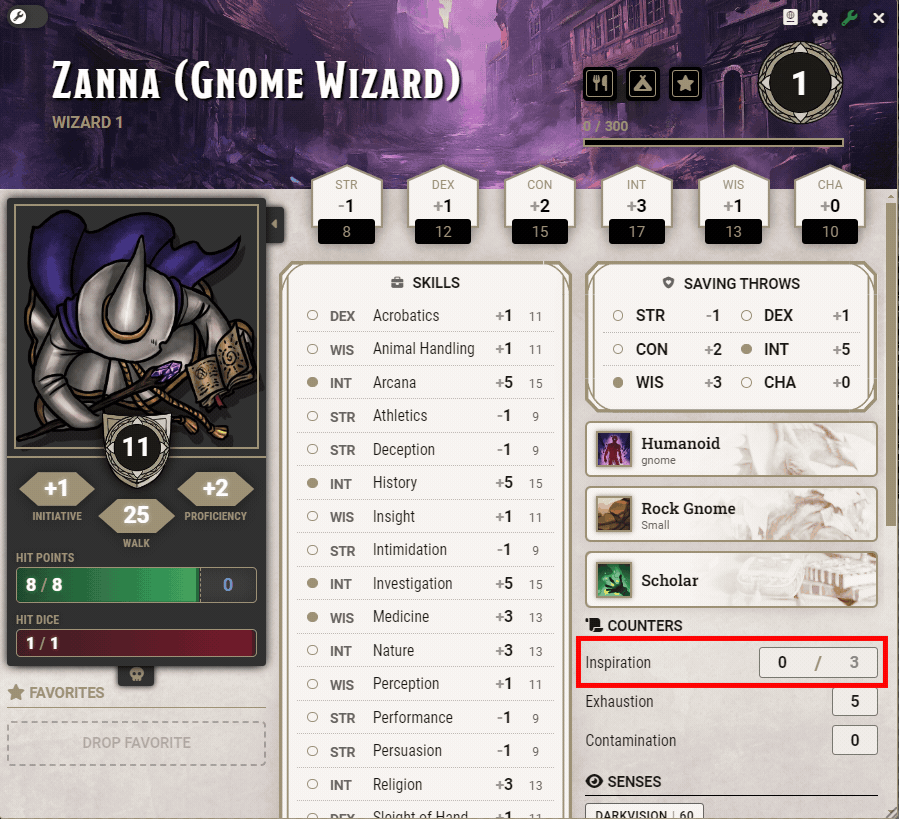 Zanna (Gnome Wizard)
WIZARD 1
1
0 / 300
STR DEX CON INT WIS CHA
-1 +1 +2 +3 +1 +0
8 12 15 17 13 10
11
+1 +2
INITIATIVE 25 PROFICIENCY
WALK
HIT POINTS
8 / 8 0
HIT DICE
1 / 1
FAVORITES
DROP FAVORITE
SKILLS
DEX Acrobatics +1 11
WIS Animal Handling +1 11
INT Arcana +5 15
STR Athletics -1 9
STR Deception -1 9
INT History +5 15
WIS Insight +1 11
STR Intimidation -1 9
INT Investigation +5 15
WIS Medicine +3 13
INT Nature +3 13
WIS Perception +1 11
STR Performance -1 9
STR Persuasion -1 9
INT Religion +3 13
DEX Sleight of Hand +1 11
SAVING THROWS
STR -1 DEX +1
CON +2 INT +5
WIS +3 CHA +0
Humanoid
gnome
Rock Gnome
Small
Scholar
COUNTERS
Inspiration 0 / 3
Exhaustion 5
Contamination 0
SENSES
DARKVISION | 60